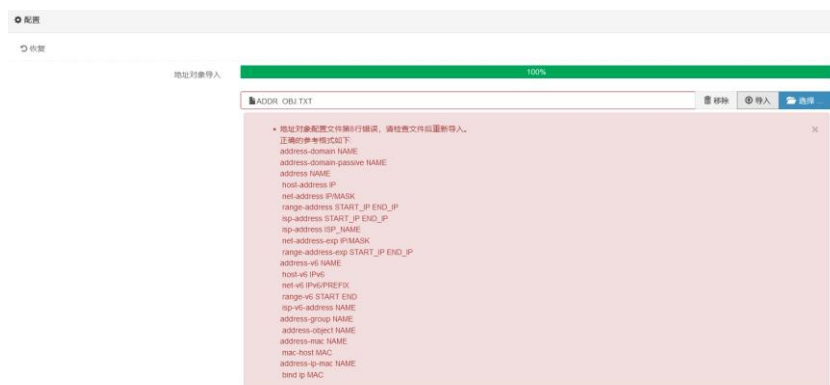 配置
恢复
地址对象导入
100%
ADDR_OBJ.TXT
移除 导入 选择 ...
地址对象配置文件第8行错误，请检查文件后重新导入。
×
正确的参考模式如下:
address-domain NAME
address-domain-passive NAME
address NAME
host-address IP
net-address IP/MASK
range-address START_IP END_IP
isp-address START_IP END_IP
isp-address ISP_NAME
net-address-exp IP/MASK
range-address-exp START_IP END_IP
address-v6 NAME
host-v6 IPv6
net-v6 IPv6/PREFIX
range-v6 START END
isp-v6-address NAME
address-group NAME
address-object NAME
address-mac NAME
mac-host MAC
address-ip-mac NAME
bind ip MAC